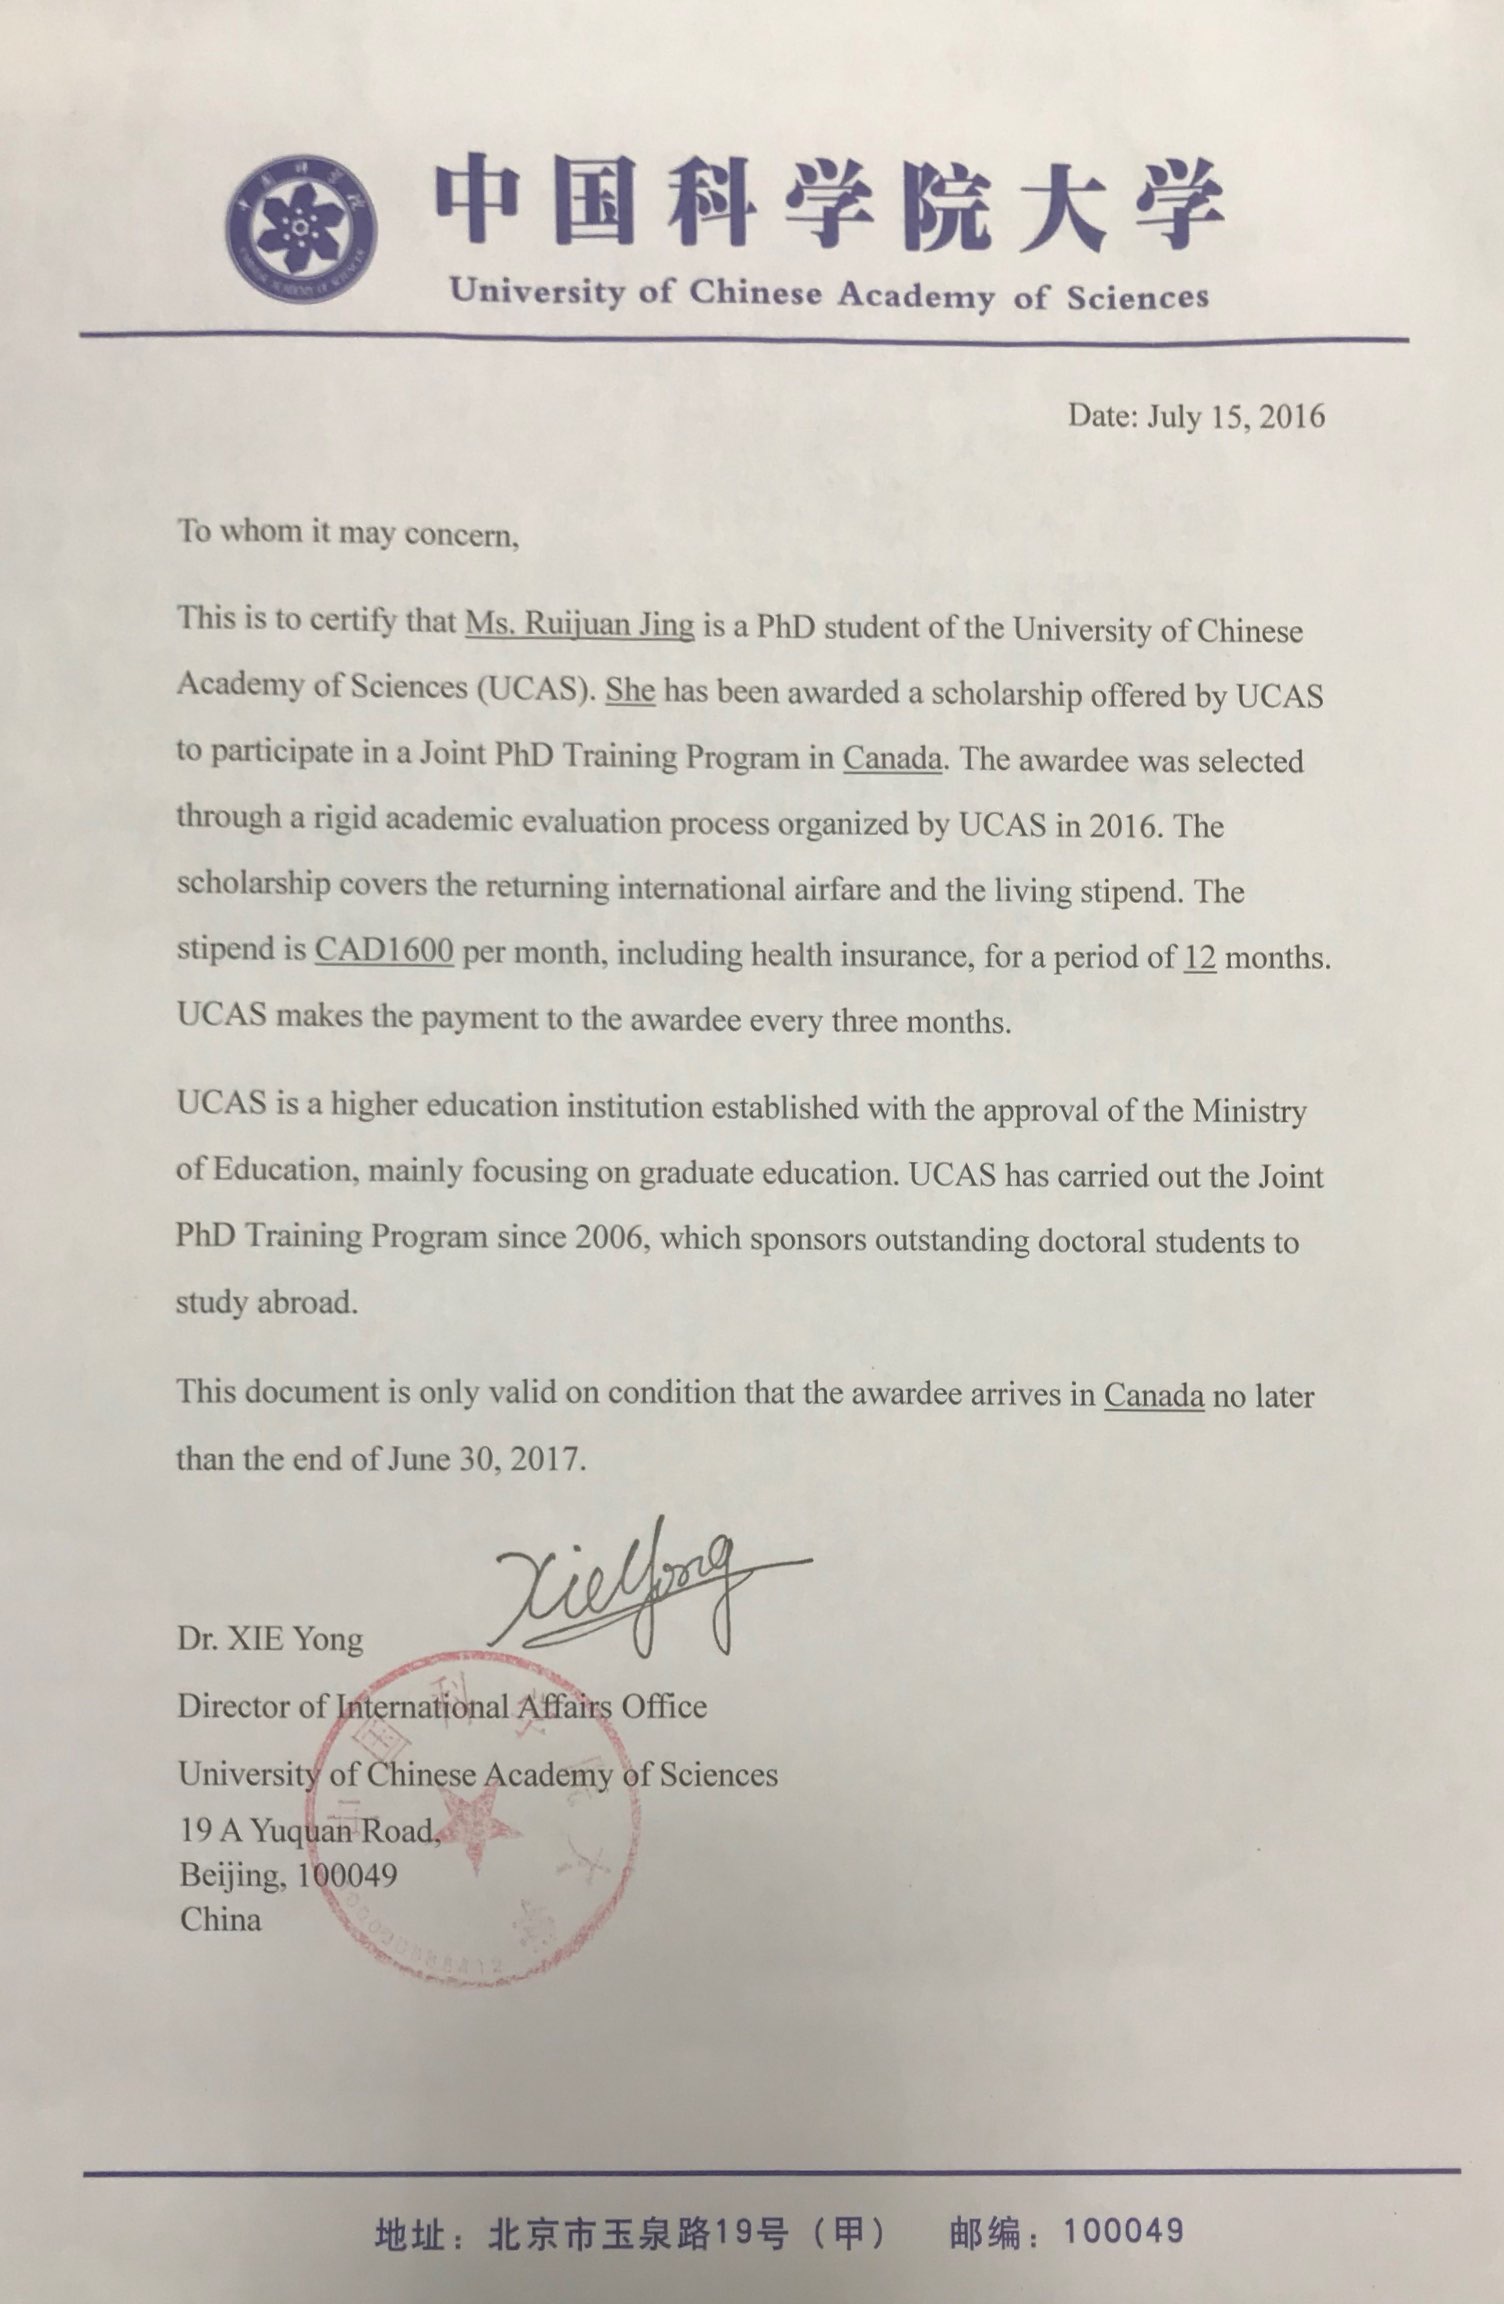 中国科学院大学
University of Chinese Academy of Sciences
Date: July 15, 2016
To whom it may concern,
This is to certify that Ms. Ruijuan Jing is a PhD student of the University of Chinese
Academy of Sciences (UCAS). She has been awarded a scholarship offered by UCAS
to participate in a Joint PhD Training Program in Canada. The awardee was selected
through a rigid academic evaluation process organized by UCAS in 2016. The
scholarship covers the returning international airfare and the living stipend. The
stipend is CAD1600 per month, including health insurance, for a period of 12 months.
UCAS makes the payment to the awardee every three months.
UCAS is a higher education institution established with the approval of the Ministry
of Education, mainly focusing on graduate education. UCAS has carried out the Joint
PhD Training Program since 2006, which sponsors outstanding doctoral students to
study abroad.
This document is only valid on condition that the awardee arrives in Canada no later
than the end of June 30, 2017.
Xie Yong
Dr. XIE Yong
Director of International Affairs Office
University of Chinese Academy of Sciences
19 A Yuquan Road,
Beijing, 100049
China
地址：北京市玉泉路19号（甲） 邮编：100049